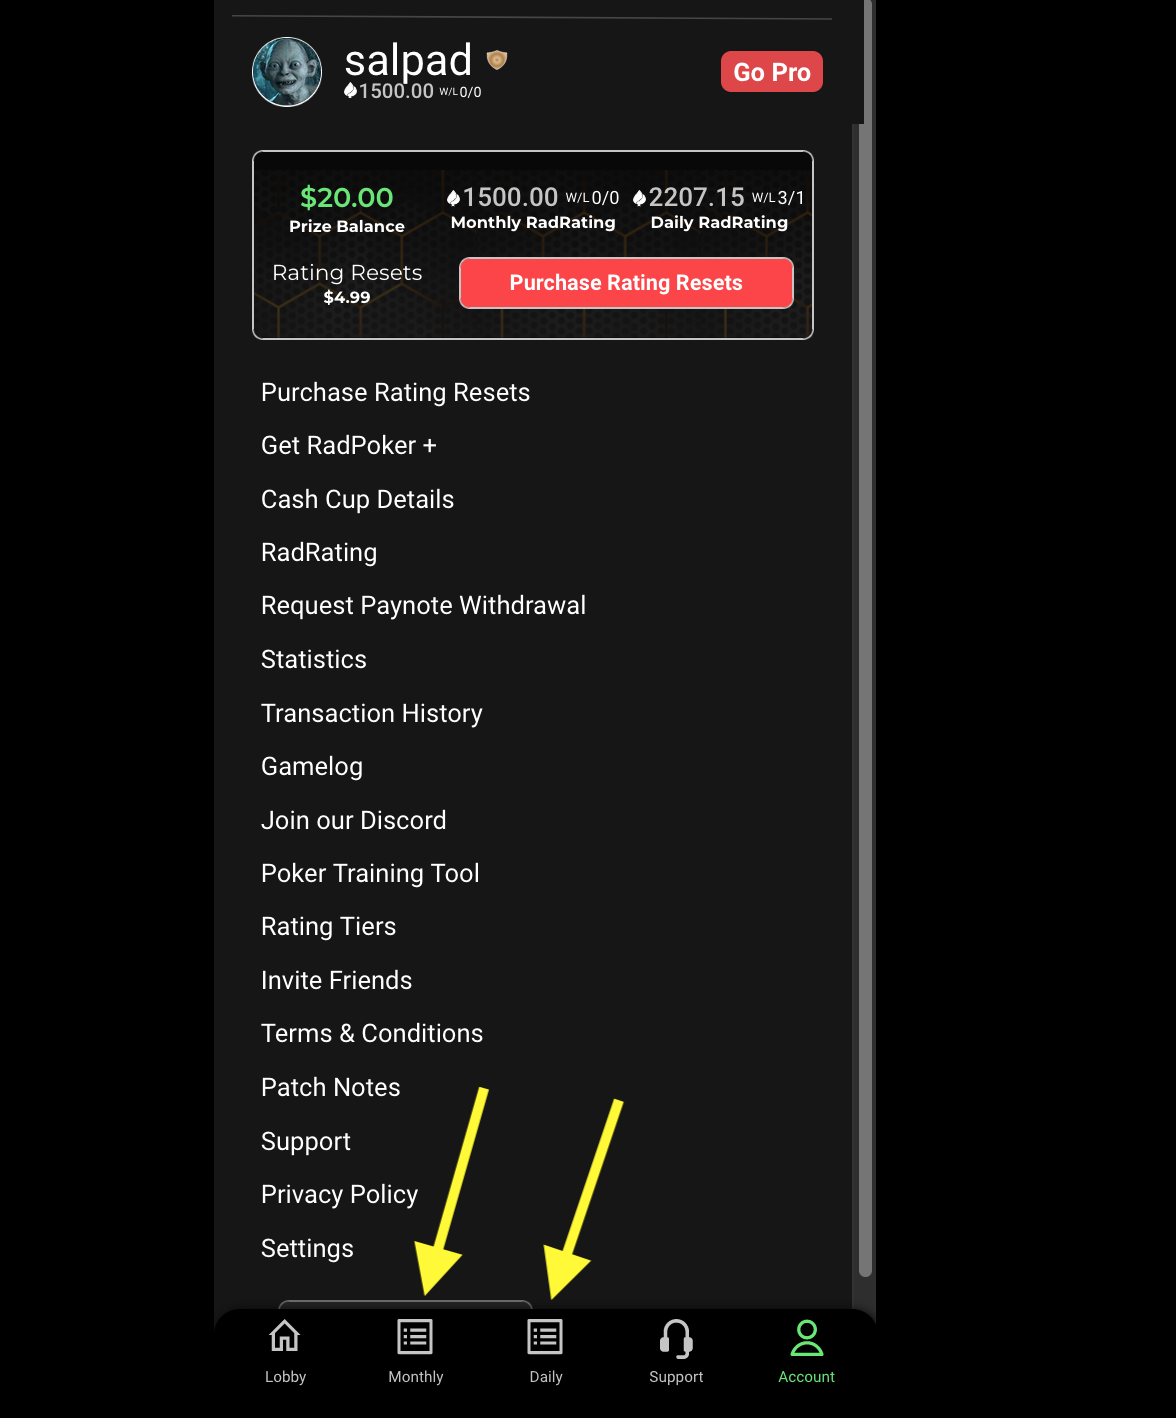 salpad
Go Pro
1500.00 W/L 0/0
$20.00
1500.00 W/L 0/0
2207.15 W/L 3/1
Prize Balance
Monthly RadRating
Daily RadRating
Rating Resets
$4.99
Purchase Rating Resets
Purchase Rating Resets
Get RadPoker +
Cash Cup Details
RadRating
Request Paynote Withdrawal
Statistics
Transaction History
Gamelog
Join our Discord
Poker Training Tool
Rating Tiers
Invite Friends
Terms & Conditions
Patch Notes
Support
Privacy Policy
Settings
Lobby
Monthly
Daily
Support
Account